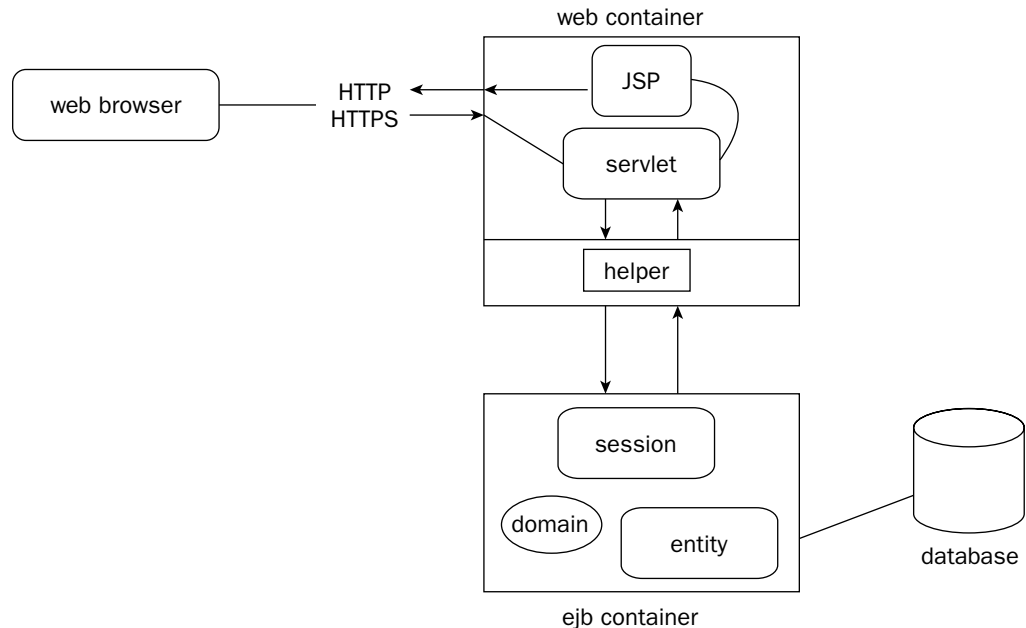 web container
JSP
web browser
HTTP
HTTPS
servlet
helper
session
domain
entity
database
ejb container